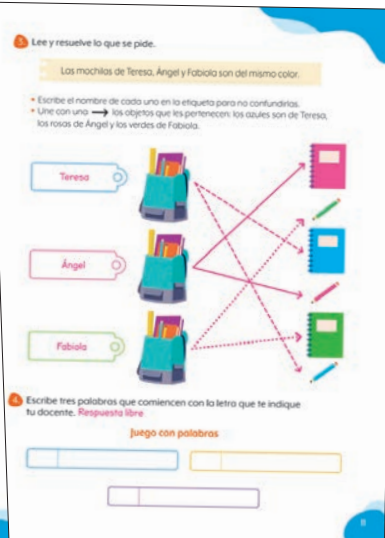 3. Lee y resuelve lo que se pide.
Las mochilas de Teresa, Ángel y Fabiola son del mismo color.
• Escribe el nombre de cada uno en la etiqueta para no confundirlas.
• Une con una → los objetos que les pertenecen: los azules son de Teresa,
los rosas de Ángel y los verdes de Fabiola.
Teresa
Ángel
Fabiola
4. Escribe tres palabras que comiencen con la letra que te indique
tu docente. Respuesta libre
Juego con palabras
11